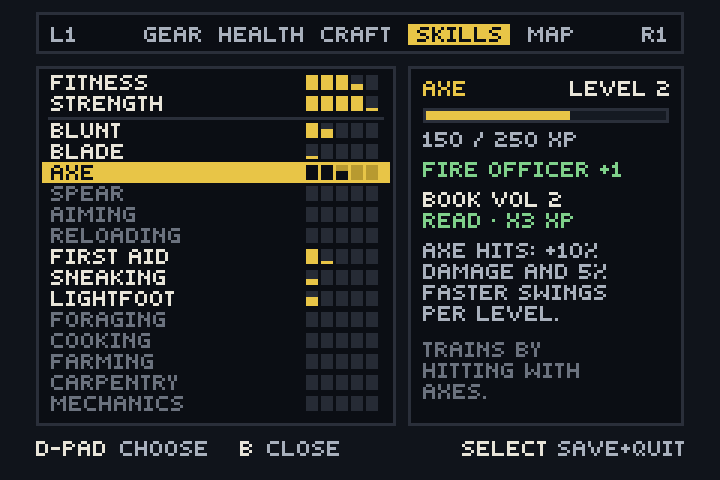 L1 GEAR HEALTH CRAFT SKILLS MAP R1
FITNESS
STRENGTH
BLUNT
BLADE
AXE
SPEAR
AIMING
RELOADING
FIRST AID
SNEAKING
LIGHTFOOT
FORAGING
COOKING
FARMING
CARPENTRY
MECHANICS
AXE LEVEL 2
150 / 250 XP
FIRE OFFICER +1
BOOK VOL 2
READ · X3 XP
AXE HITS: +10%
DAMAGE AND 5%
FASTER SWINGS
PER LEVEL.
TRAINS BY
HITTING WITH
AXES.
D-PAD CHOOSE B CLOSE SELECT SAVE+QUIT